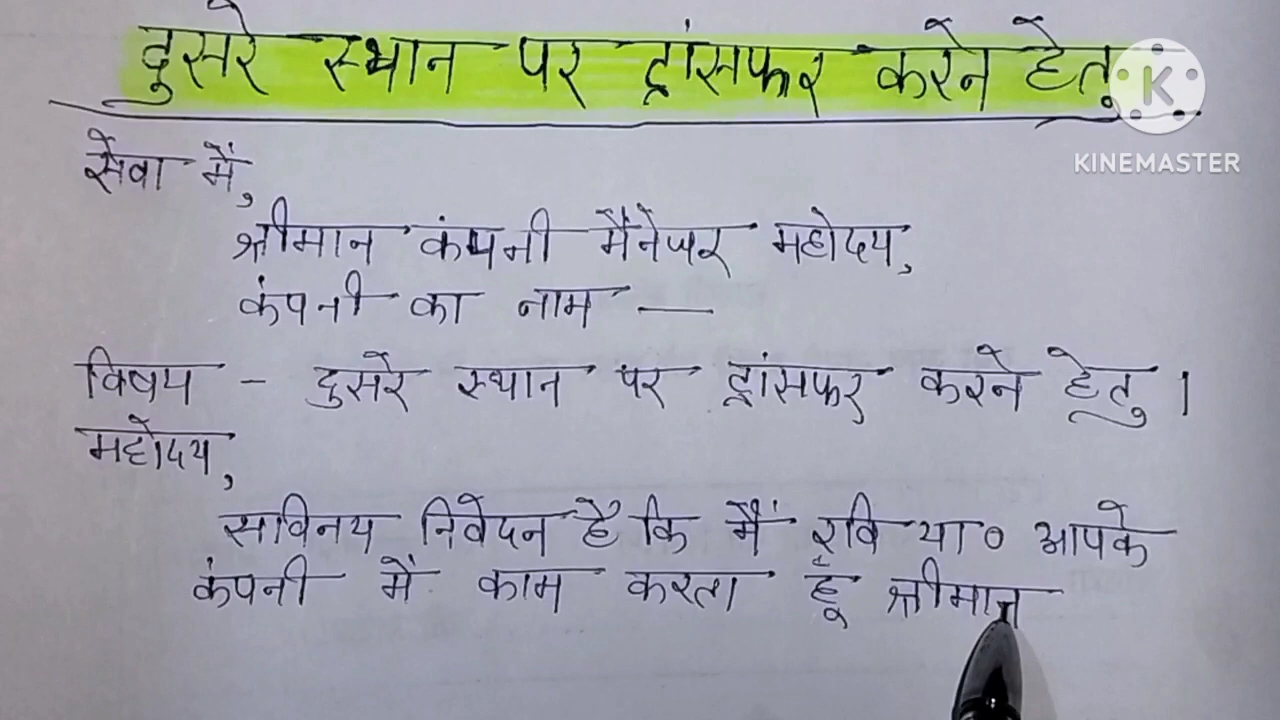 दुसरे स्थान पर ट्रांसफर करने हेतु
KINEMASTER
सेवा में,
श्रीमान कंपनी मैनेजर महोदय,
कंपनी का नाम —
विषय - दुसरे स्थान पर ट्रांसफर करने हेतु ।
महोदय,
सविनय निवेदन है कि मैं रवि या० आपके
कंपनी में काम करता हूं श्रीमान